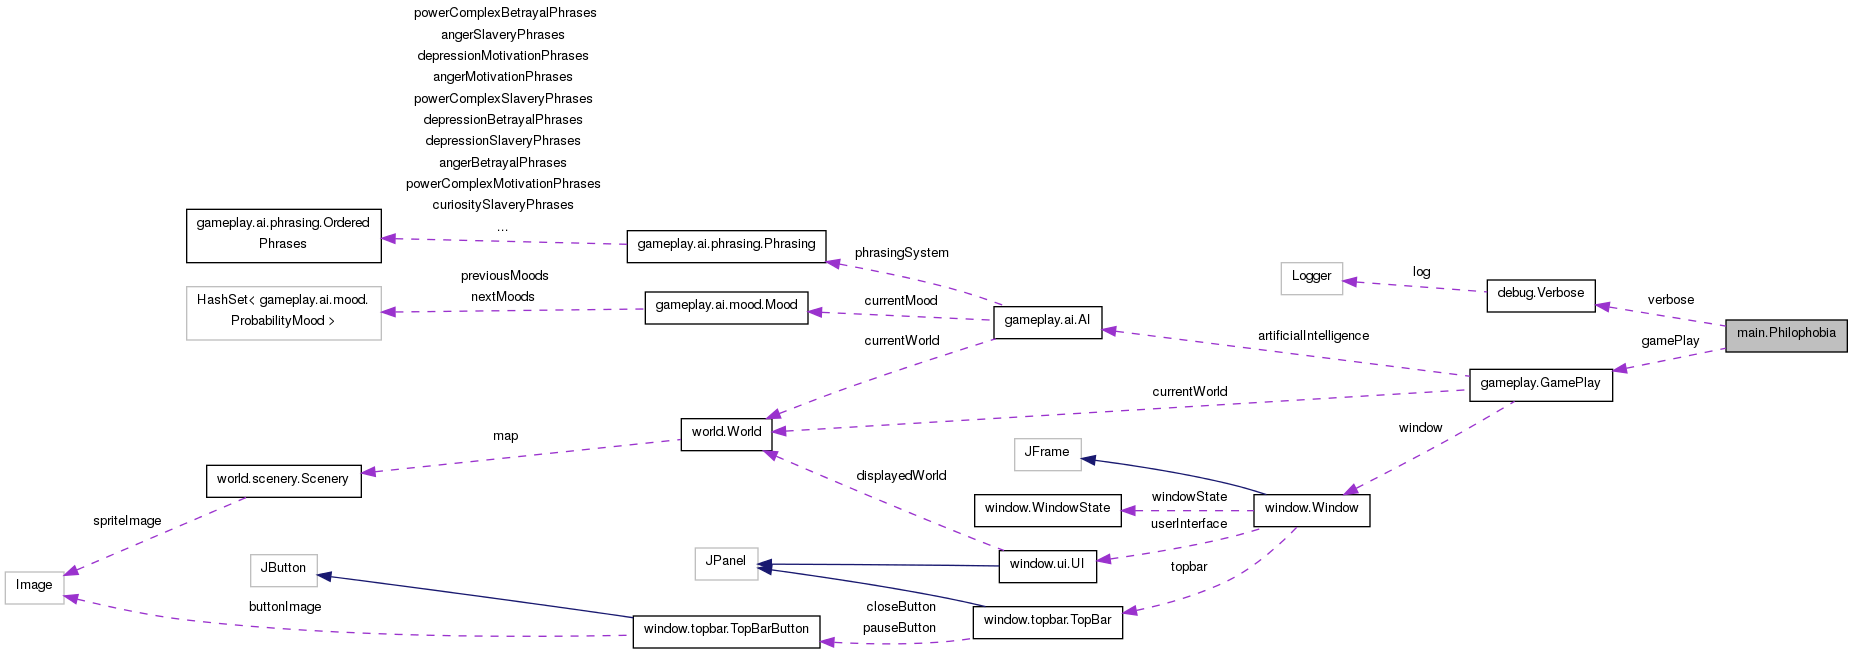 powerComplexBetrayalPhrases
angerSlaveryPhrases
depressionMotivationPhrases
angerMotivationPhrases
powerComplexSlaveryPhrases
depressionBetrayalPhrases
depressionSlaveryPhrases
angerBetrayalPhrases
powerComplexMotivationPhrases
curiositySlaveryPhrases
...
gameplay.ai.phrasing.Ordered
Phrases
gameplay.ai.phrasing.Phrasing
phrasingSystem
previousMoods
nextMoods
HashSet< gameplay.ai.mood.
ProbabilityMood >
gameplay.ai.mood.Mood
currentMood
gameplay.ai.AI
currentWorld
Logger
log
debug.Verbose
verbose
main.Philophobia
gamePlay
artificialIntelligence
gameplay.GamePlay
currentWorld
window
world.World
map
world.scenery.Scenery
spriteImage
Image
displayedWorld
JFrame
window.WindowState
windowState
window.Window
userInterface
topbar
JButton
JPanel
window.ui.UI
buttonImage
window.topbar.TopBarButton
closeButton
pauseButton
window.topbar.TopBar